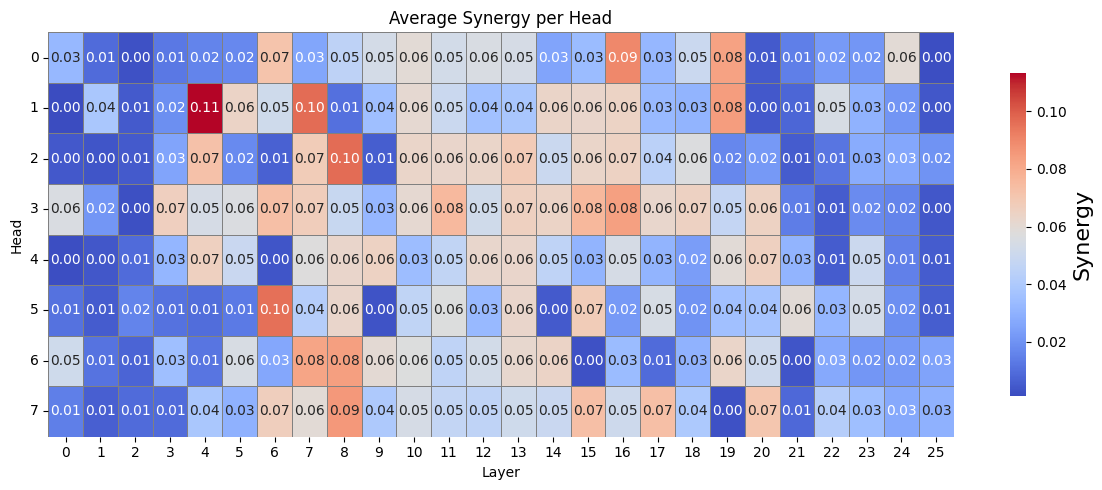 Average Synergy per Head
0 0.03 0.01 0.00 0.01 0.02 0.02 0.07 0.03 0.05 0.05 0.06 0.05 0.06 0.05 0.03 0.03 0.09 0.03 0.05 0.08 0.01 0.01 0.02 0.02 0.06 0.00
1 0.00 0.04 0.01 0.02 0.11 0.06 0.05 0.10 0.01 0.04 0.06 0.05 0.04 0.04 0.06 0.06 0.06 0.03 0.03 0.08 0.00 0.01 0.05 0.03 0.02 0.00
2 0.00 0.00 0.01 0.03 0.07 0.02 0.01 0.07 0.10 0.01 0.06 0.06 0.06 0.07 0.05 0.06 0.07 0.04 0.06 0.02 0.02 0.01 0.01 0.03 0.03 0.02
3 0.06 0.02 0.00 0.07 0.05 0.06 0.07 0.07 0.05 0.03 0.06 0.08 0.05 0.07 0.06 0.08 0.08 0.06 0.07 0.05 0.06 0.01 0.01 0.02 0.02 0.00
4 0.00 0.00 0.01 0.03 0.07 0.05 0.00 0.06 0.06 0.06 0.03 0.05 0.06 0.06 0.05 0.03 0.05 0.03 0.02 0.06 0.07 0.03 0.01 0.05 0.01 0.01
5 0.01 0.01 0.02 0.01 0.01 0.01 0.10 0.04 0.06 0.00 0.05 0.06 0.03 0.06 0.00 0.07 0.02 0.05 0.02 0.04 0.04 0.06 0.03 0.05 0.02 0.01
6 0.05 0.01 0.01 0.03 0.01 0.06 0.03 0.08 0.08 0.06 0.06 0.05 0.05 0.06 0.06 0.00 0.03 0.01 0.03 0.06 0.05 0.00 0.03 0.02 0.02 0.03
7 0.01 0.01 0.01 0.01 0.04 0.03 0.07 0.06 0.09 0.04 0.05 0.05 0.05 0.05 0.05 0.07 0.05 0.07 0.04 0.00 0.07 0.01 0.04 0.03 0.03 0.03
0 1 2 3 4 5 6 7 8 9 10 11 12 13 14 15 16 17 18 19 20 21 22 23 24 25
Layer
Head
0.10
0.08
0.06
0.04
0.02
Synergy